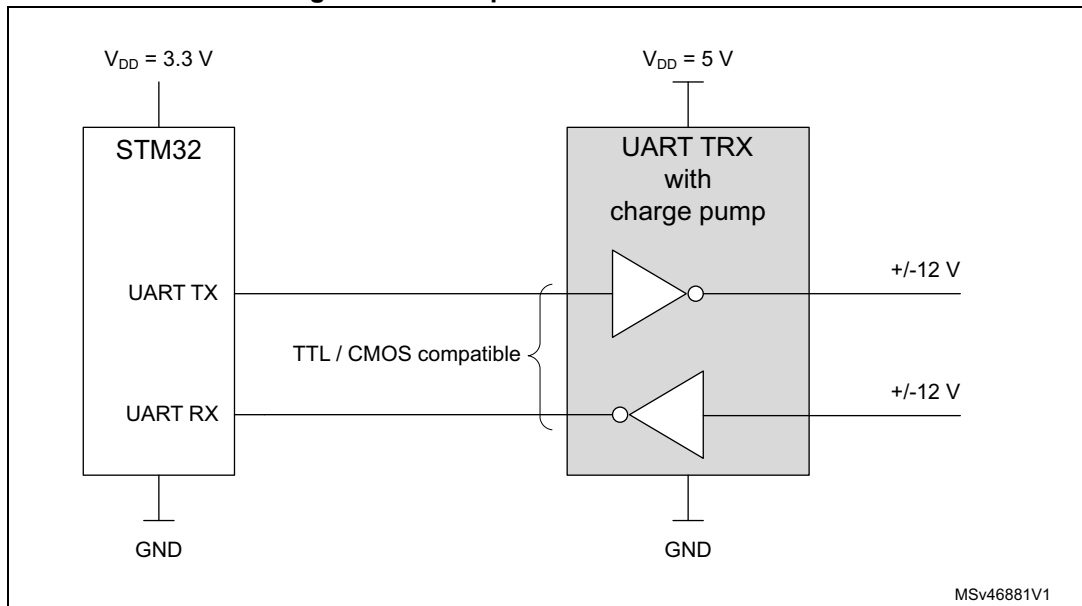 V_DD = 3.3 V
V_DD = 5 V
STM32
UART TRX
with
charge pump
+/-12 V
UART TX
TTL / CMOS compatible
+/-12 V
UART RX
GND
GND
MSv46881V1